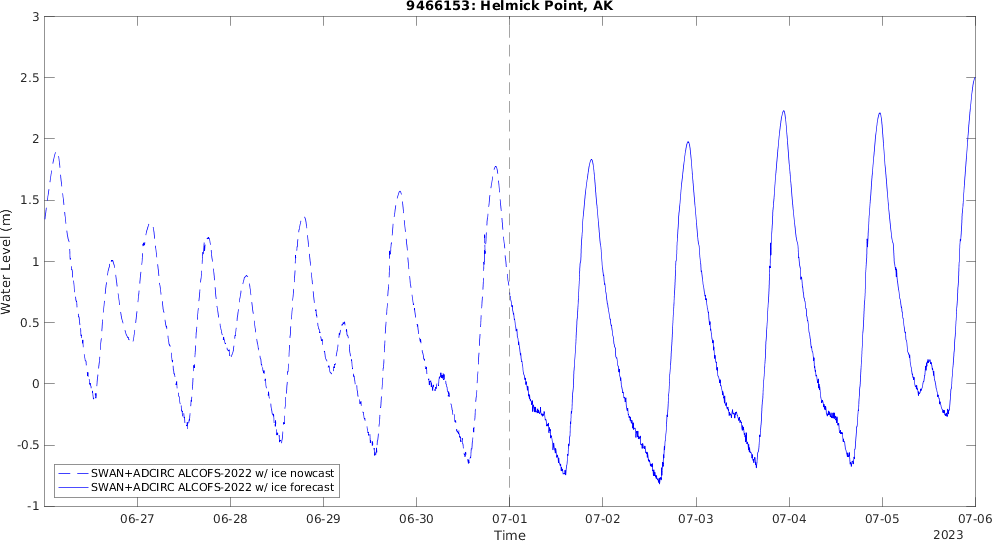 9466153: Helmick Point, AK
3
2.5
2
1.5
1
0.5
0
-0.5
-1
Water Level (m)
SWAN+ADCIRC ALCOFS-2022 w/ ice nowcast
SWAN+ADCIRC ALCOFS-2022 w/ ice forecast
06-27 06-28 06-29 06-30 07-01 07-02 07-03 07-04 07-05 07-06
Time
2023